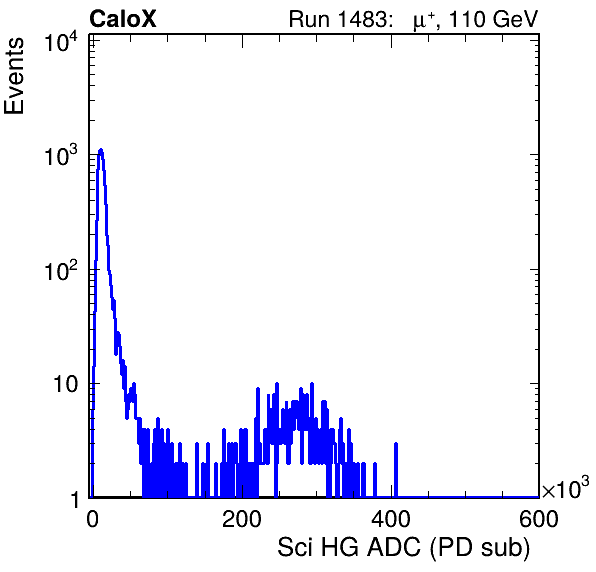 CaloX Run 1483: μ⁺, 110 GeV
Events
10⁴
10³
10²
10
1
0 200 400 600
×10³
Sci HG ADC (PD sub)